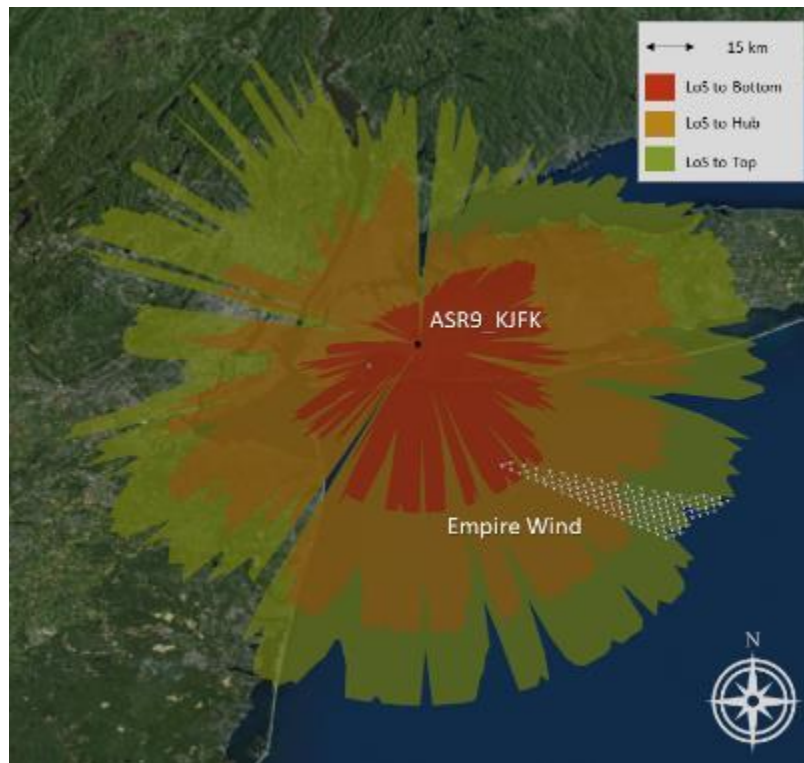 15 km
LoS to Bottom
LoS to Hub
LoS to Top
ASR9_KJFK
Empire Wind
N